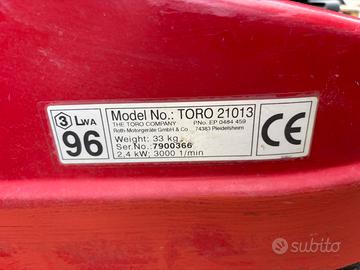 3 LWA
96
Model No.: TORO 21013
THE TORO COMPANY PNo. EP 0484 459
Roth Motorgeräte GmbH & Co 74383 Pleidelsheim
Weight: 33 kg
Ser.No.: 7900366
2,4 kW; 3000 1/min
CE
subito